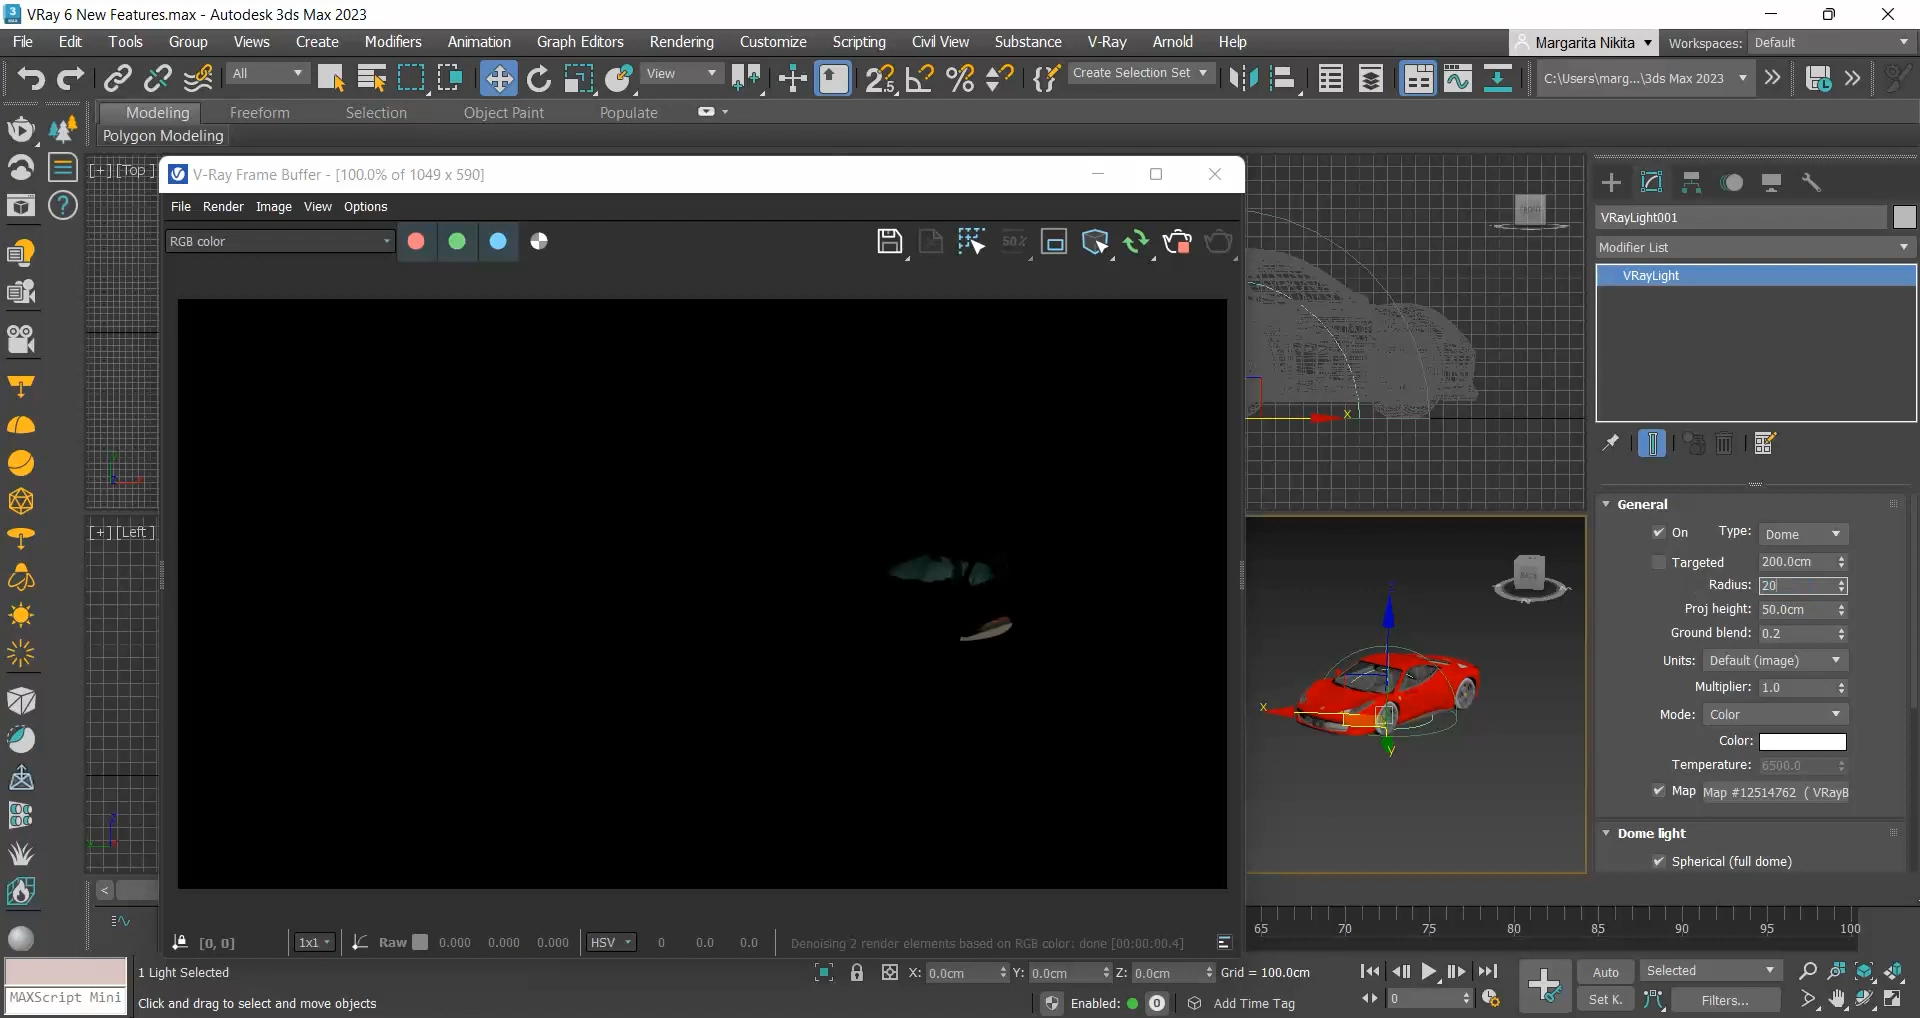 VRay 6 New Features.max - Autodesk 3ds Max 2023
File Edit Tools Group Views Create Modifiers Animation Graph Editors Rendering Customize Scripting Civil View Substance V-Ray Arnold Help
Margarita Nikita
Workspaces: Default
All
View
2.5
Create Selection Set
C:\Users\marg...\3ds Max 2023
Modeling Freeform Selection Object Paint Populate
Polygon Modeling
[+] [Top]
V-Ray Frame Buffer - [100.0% of 1049 x 590]
File Render Image View Options
RGB color
50%
FRONT
VRayLight001
Modifier List
VRayLight
x
General
On Type: Dome
Targeted 200.0cm
Radius: 20
Proj height: 50.0cm
Ground blend: 0.2
Units: Default (image)
Multiplier: 1.0
Mode: Color
Color:
Temperature: 6500.0
Map Map #12514762 ( VRayB
Dome light
Spherical (full dome)
[+] [Left]
BACK
x
y
[0, 0] 1x1 Raw 0.000 0.000 0.000 HSV 0 0.0 0.0 Denoising 2 render elements based on RGB color: done [00:00:00.4]
65 70 75 80 85 90 95 100
1 Light Selected
X: 0.0cm Y: 0.0cm Z: 0.0cm Grid = 100.0cm
Auto Selected
MAXScript Mini
Click and drag to select and move objects
Enabled: 0 Add Time Tag
0
Set K. Filters...